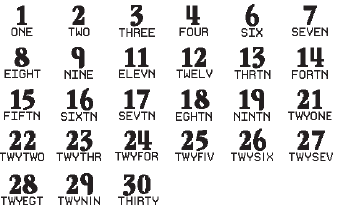 1 2 3 4 6 7
ONE TWO THREE FOUR SIX SEVEN
8 9 11 12 13 14
EIGHT NINE ELEVN TWELV THRTN FORTN
15 16 17 18 19 21
FIFTN SIXTN SEVTN EGHTN NINTN TWYONE
22 23 24 25 26 27
TWYTWO TWYTHR TWYFOR TWYFIV TWYSIX TWYSEV
28 29 30
TWYEGT TWYNIN THIRTY